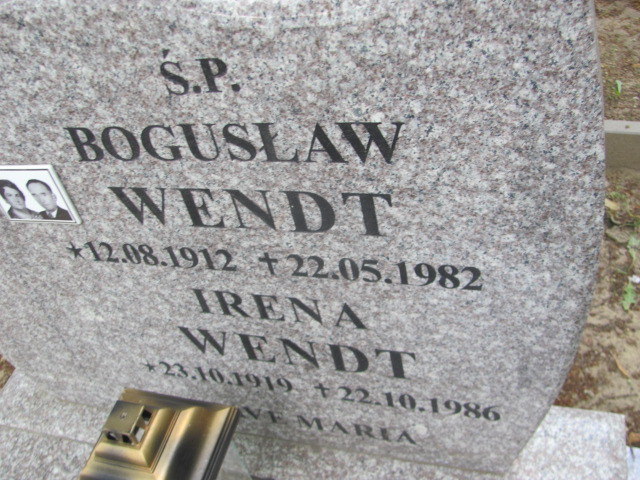 Ś.P.
BOGUSŁAW
WENDT
*12.08.1912 †22.05.1982
IRENA
WENDT
*23.10.1919 †22.10.1986
MARIA